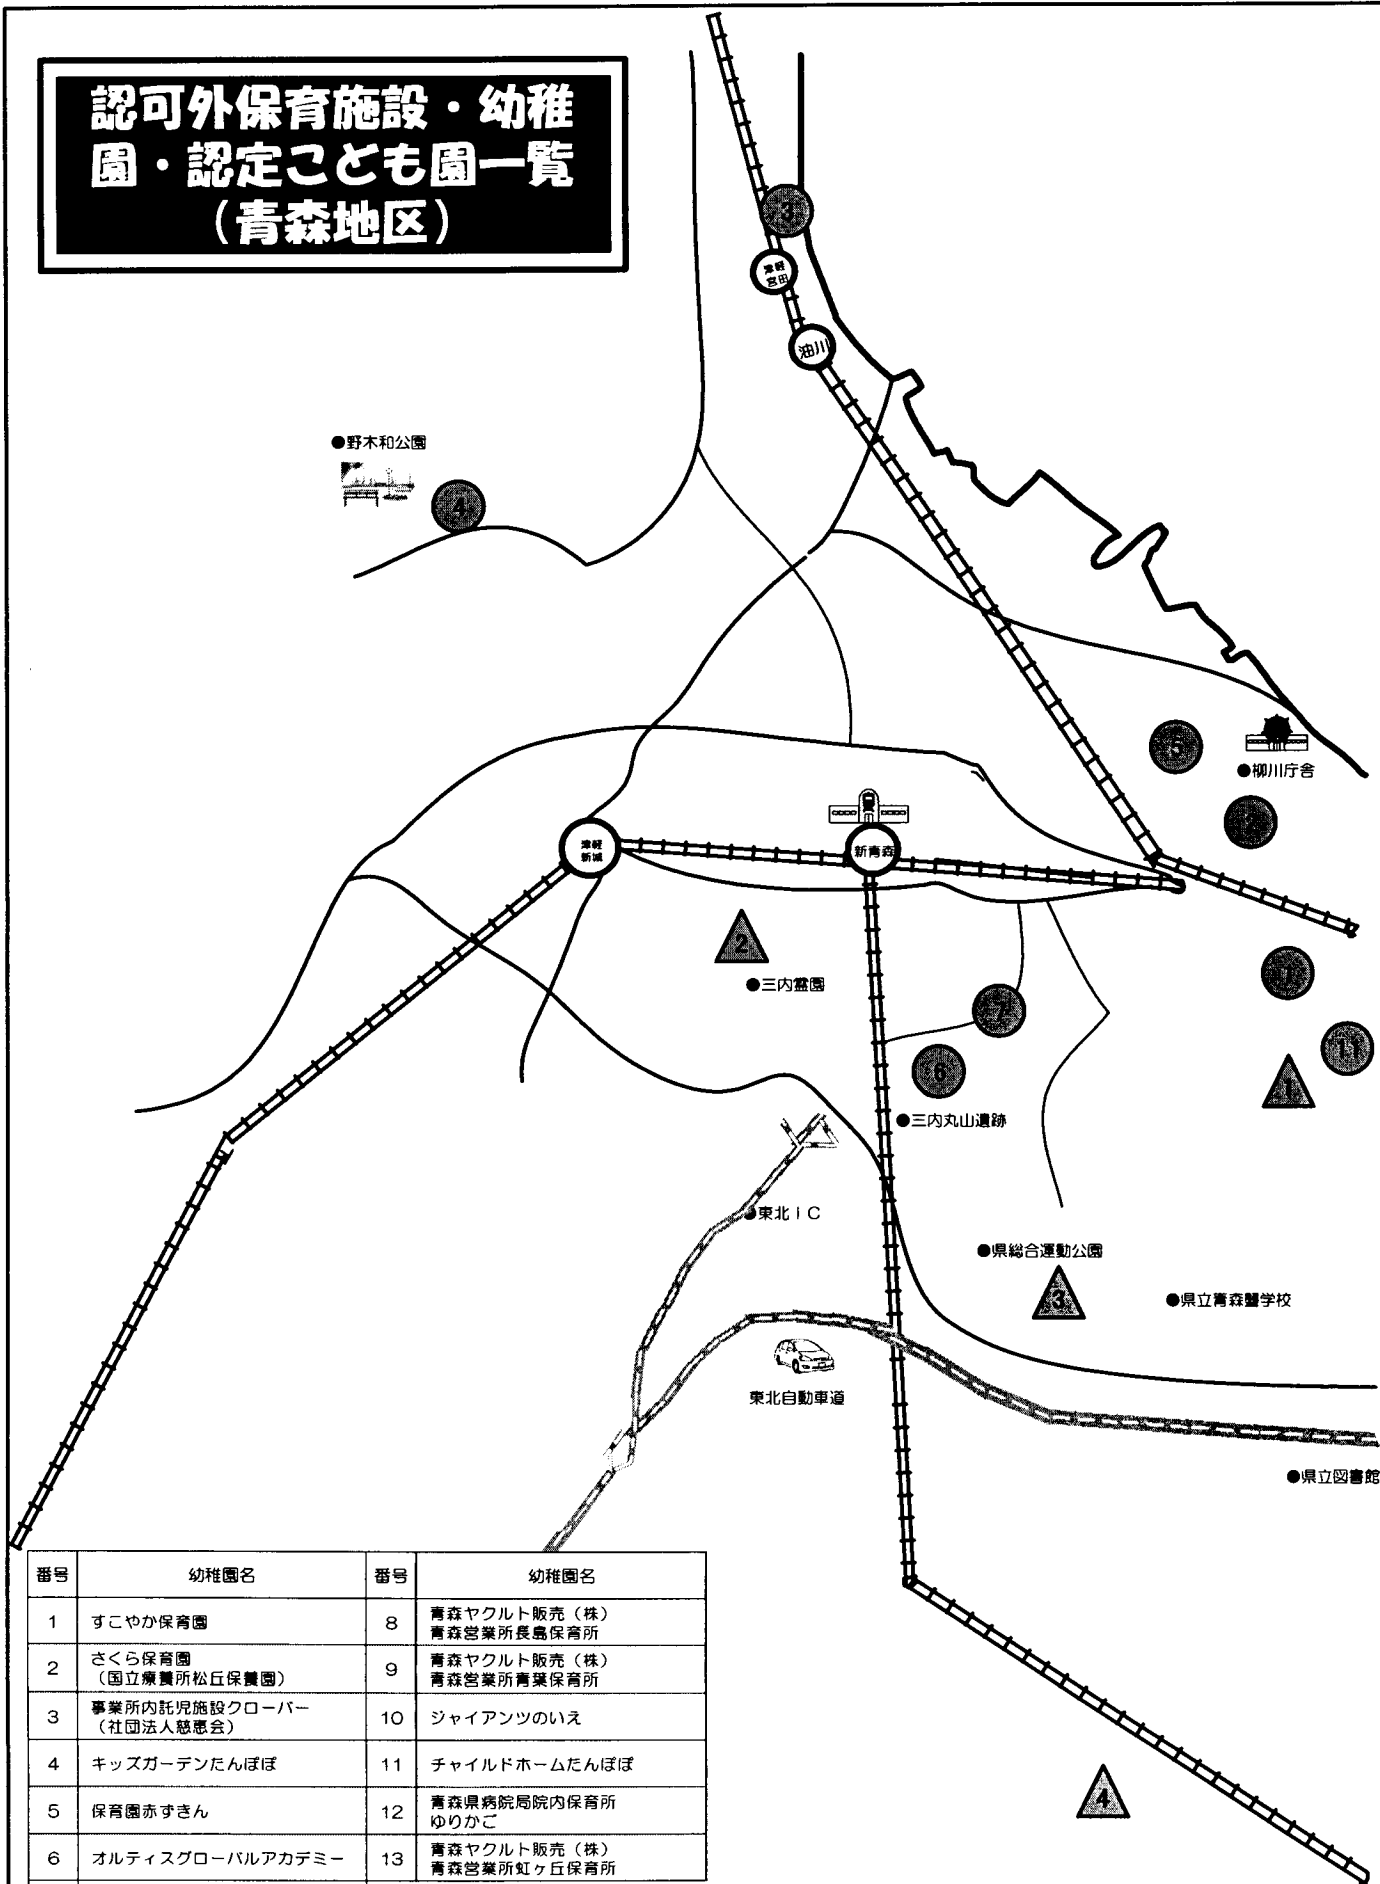 認可外保育施設・幼稚
園・認定こども園一覧
(青森地区)
3
津軽
宮田
油川
●野木和公園
4
5
●柳川庁舎
津軽
新城
新青森
2
●三内霊園
7
11
6
1
●三内丸山遺跡
●東北IC
●県総合運動公園
3
●県立青森聾学校
東北自動車道
●県立図書館
4
番号 幼稚園名 番号 幼稚園名
1 すこやか保育園 8 青森ヤクルト販売(株)
青森営業所長島保育所
2 さくら保育園
(国立療養所松丘保養園) 9 青森ヤクルト販売(株)
青森営業所青葉保育所
3 事業所内託児施設クローバー
(社団法人慈恵会) 10 ジャイアンツのいえ
4 キッズガーデンたんぽぽ 11 チャイルドホームたんぽぽ
5 保育園赤ずきん 12 青森県病院局院内保育所
ゆりかご
6 オルティスグローバルアカデミー 13 青森ヤクルト販売(株)
青森営業所虹ヶ丘保育所